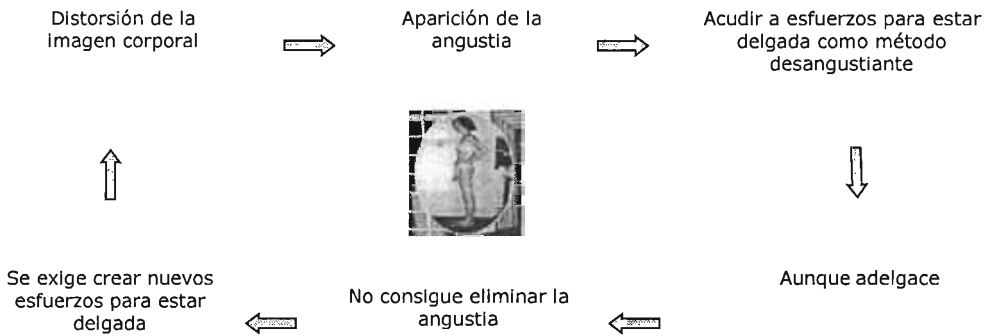 Distorsión de la
imagen corporal
Aparición de la
angustia
Acudir a esfuerzos para estar
delgada como método
desangustiante
Aunque adelgace
No consigue eliminar la
angustia
Se exige crear nuevos
esfuerzos para estar
delgada